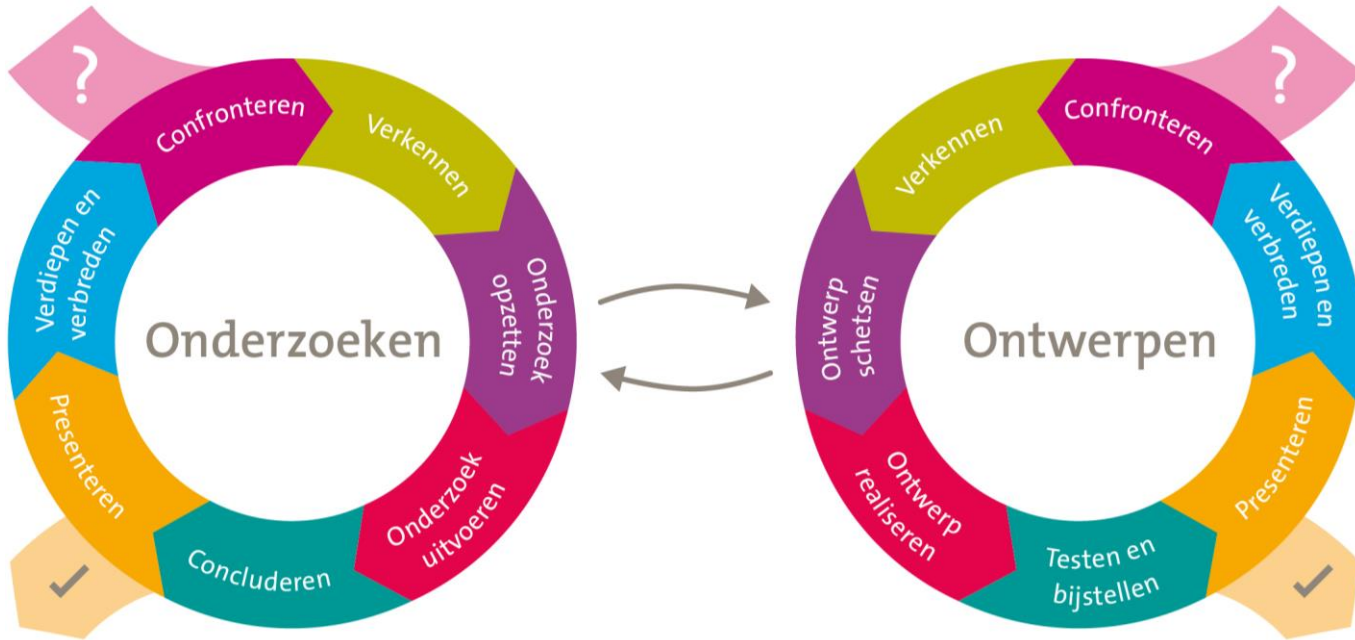 ?
Confronteren
Verkennen
Onderzoek
opzetten
Onderzoek
uitvoeren
Concluderen
Presenteren
Verdiepen en
verbreden
Onderzoeken
?
Confronteren
Verkennen
Ontwerp
schetsen
Ontwerp
realiseren
Testen en
bijstellen
Presenteren
Verdiepen en
verbreden
Ontwerpen